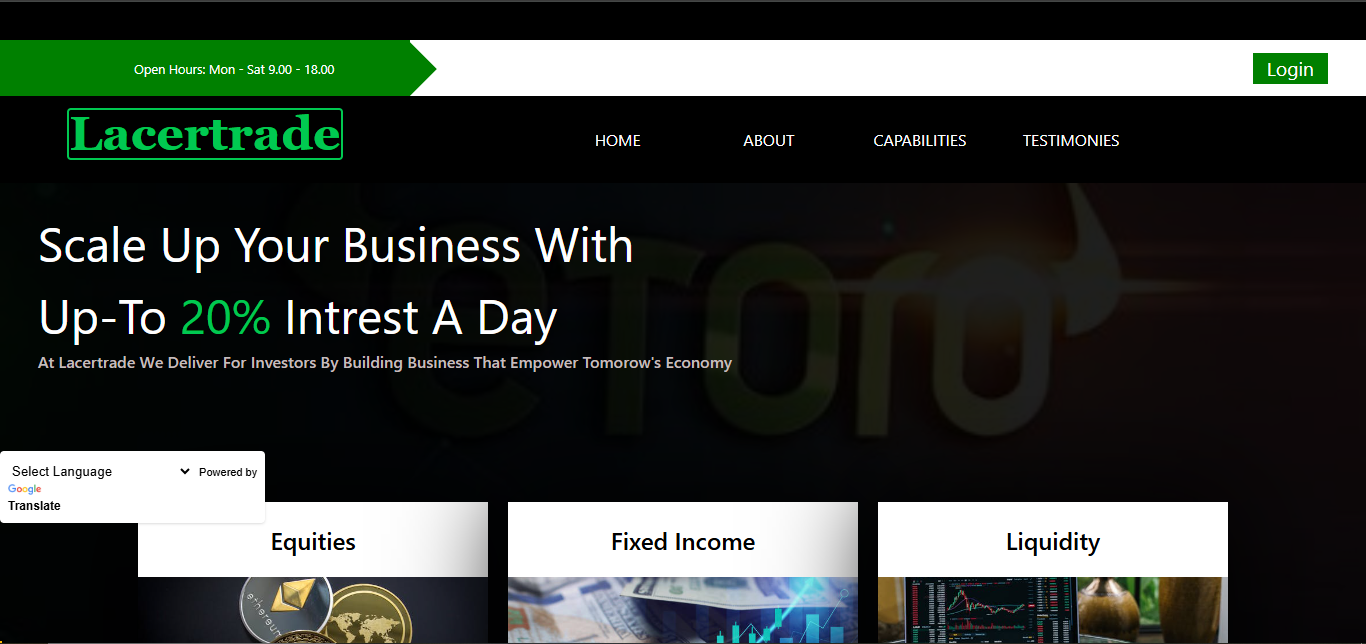 Open Hours: Mon - Sat 9.00 - 18.00
Login
Lacertrade
HOME
ABOUT
CAPABILITIES
TESTIMONIES
eToro
Scale Up Your Business With
Up-To 20% Intrest A Day
At Lacertrade We Deliver For Investors By Building Business That Empower Tomorow's Economy
Select Language
Powered by
Google
Translate
Equities
Fixed Income
Liquidity
ethereum